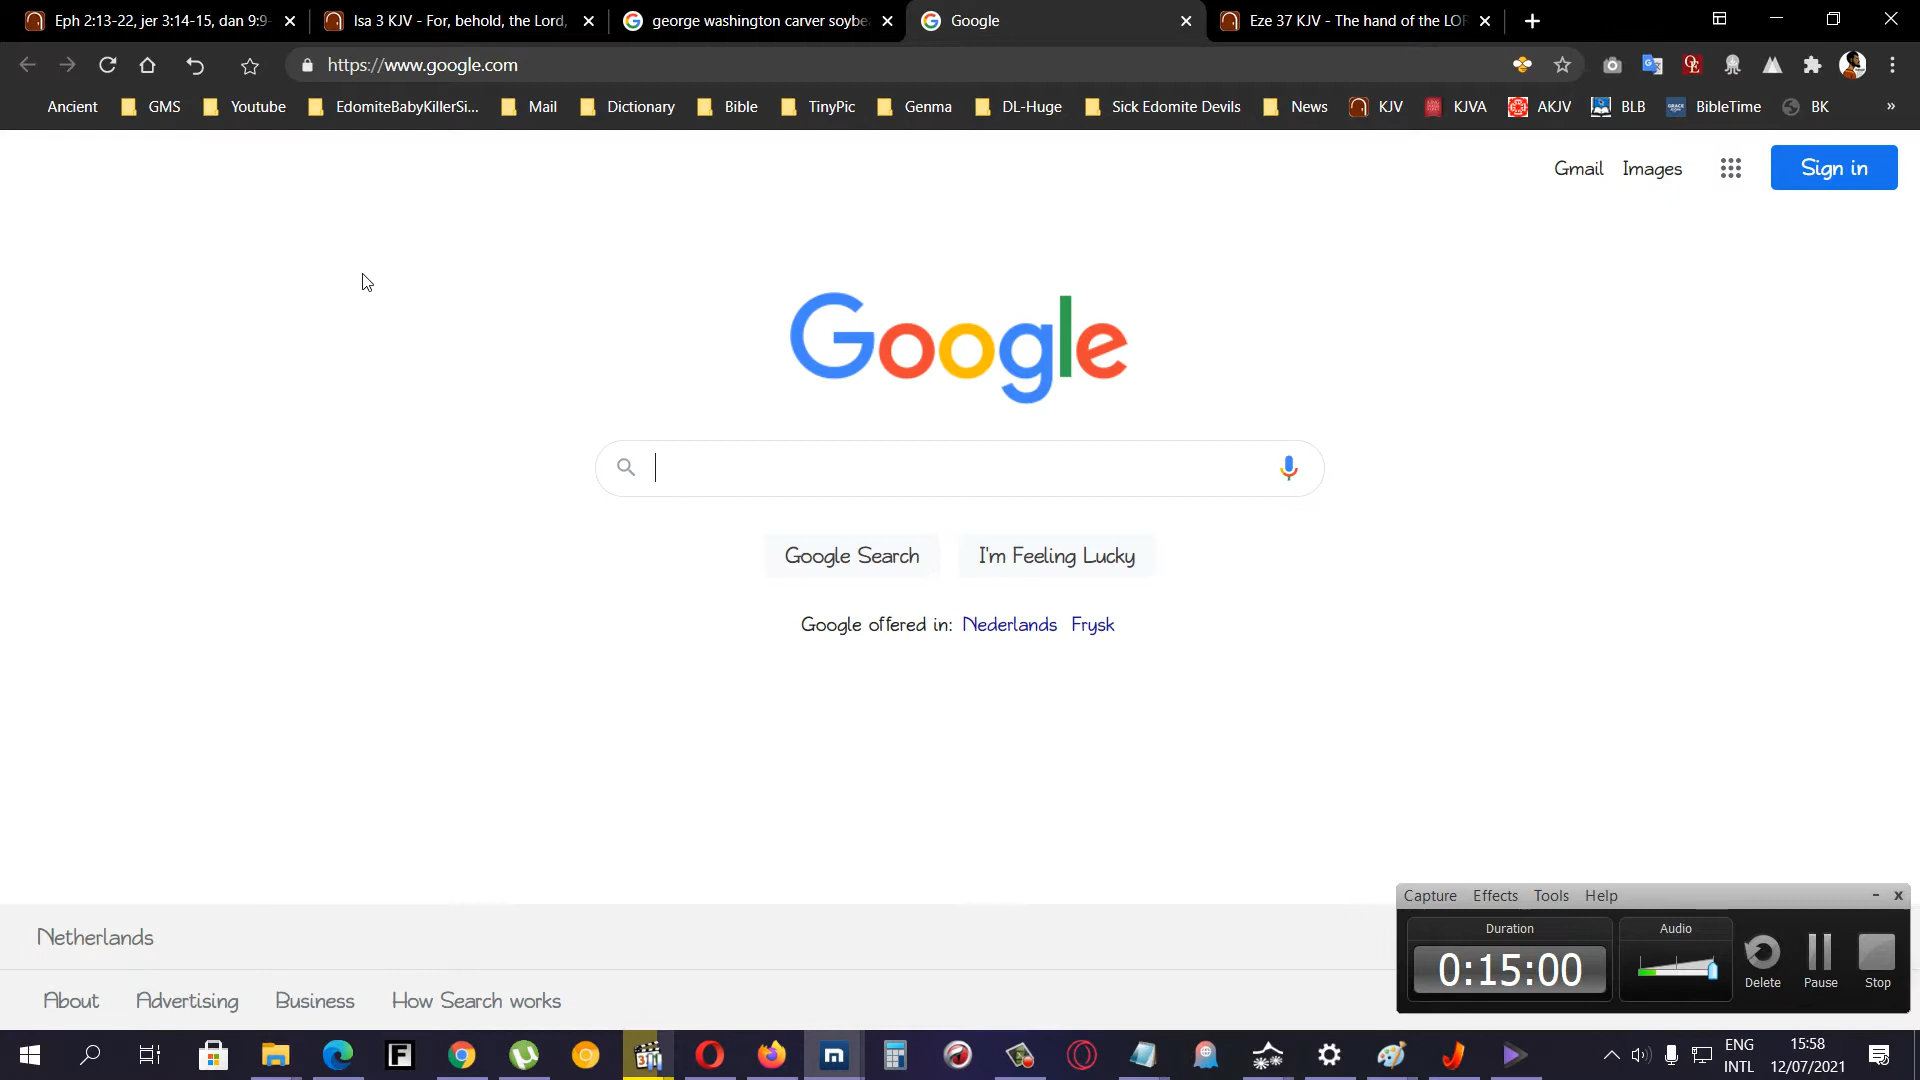 Eph 2:13-22, jer 3:14-15, dan 9:9-
Isa 3 KJV - For, behold, the Lord,
george washington carver soybe
Google
Eze 37 KJV - The hand of the LOR
https://www.google.com
Ancient GMS Youtube EdomiteBabyKillerSi... Mail Dictionary Bible TinyPic Genma DL-Huge Sick Edomite Devils News KJV KJVA AKJV BLB BibleTime BK »
Gmail Images Sign in
Google
Google Search I'm Feeling Lucky
Google offered in: Nederlands Frysk
Netherlands
About Advertising Business How Search works
Capture Effects Tools Help
Duration Audio
0:15:00
Delete Pause Stop
ENG 15:58
INTL 12/07/2021